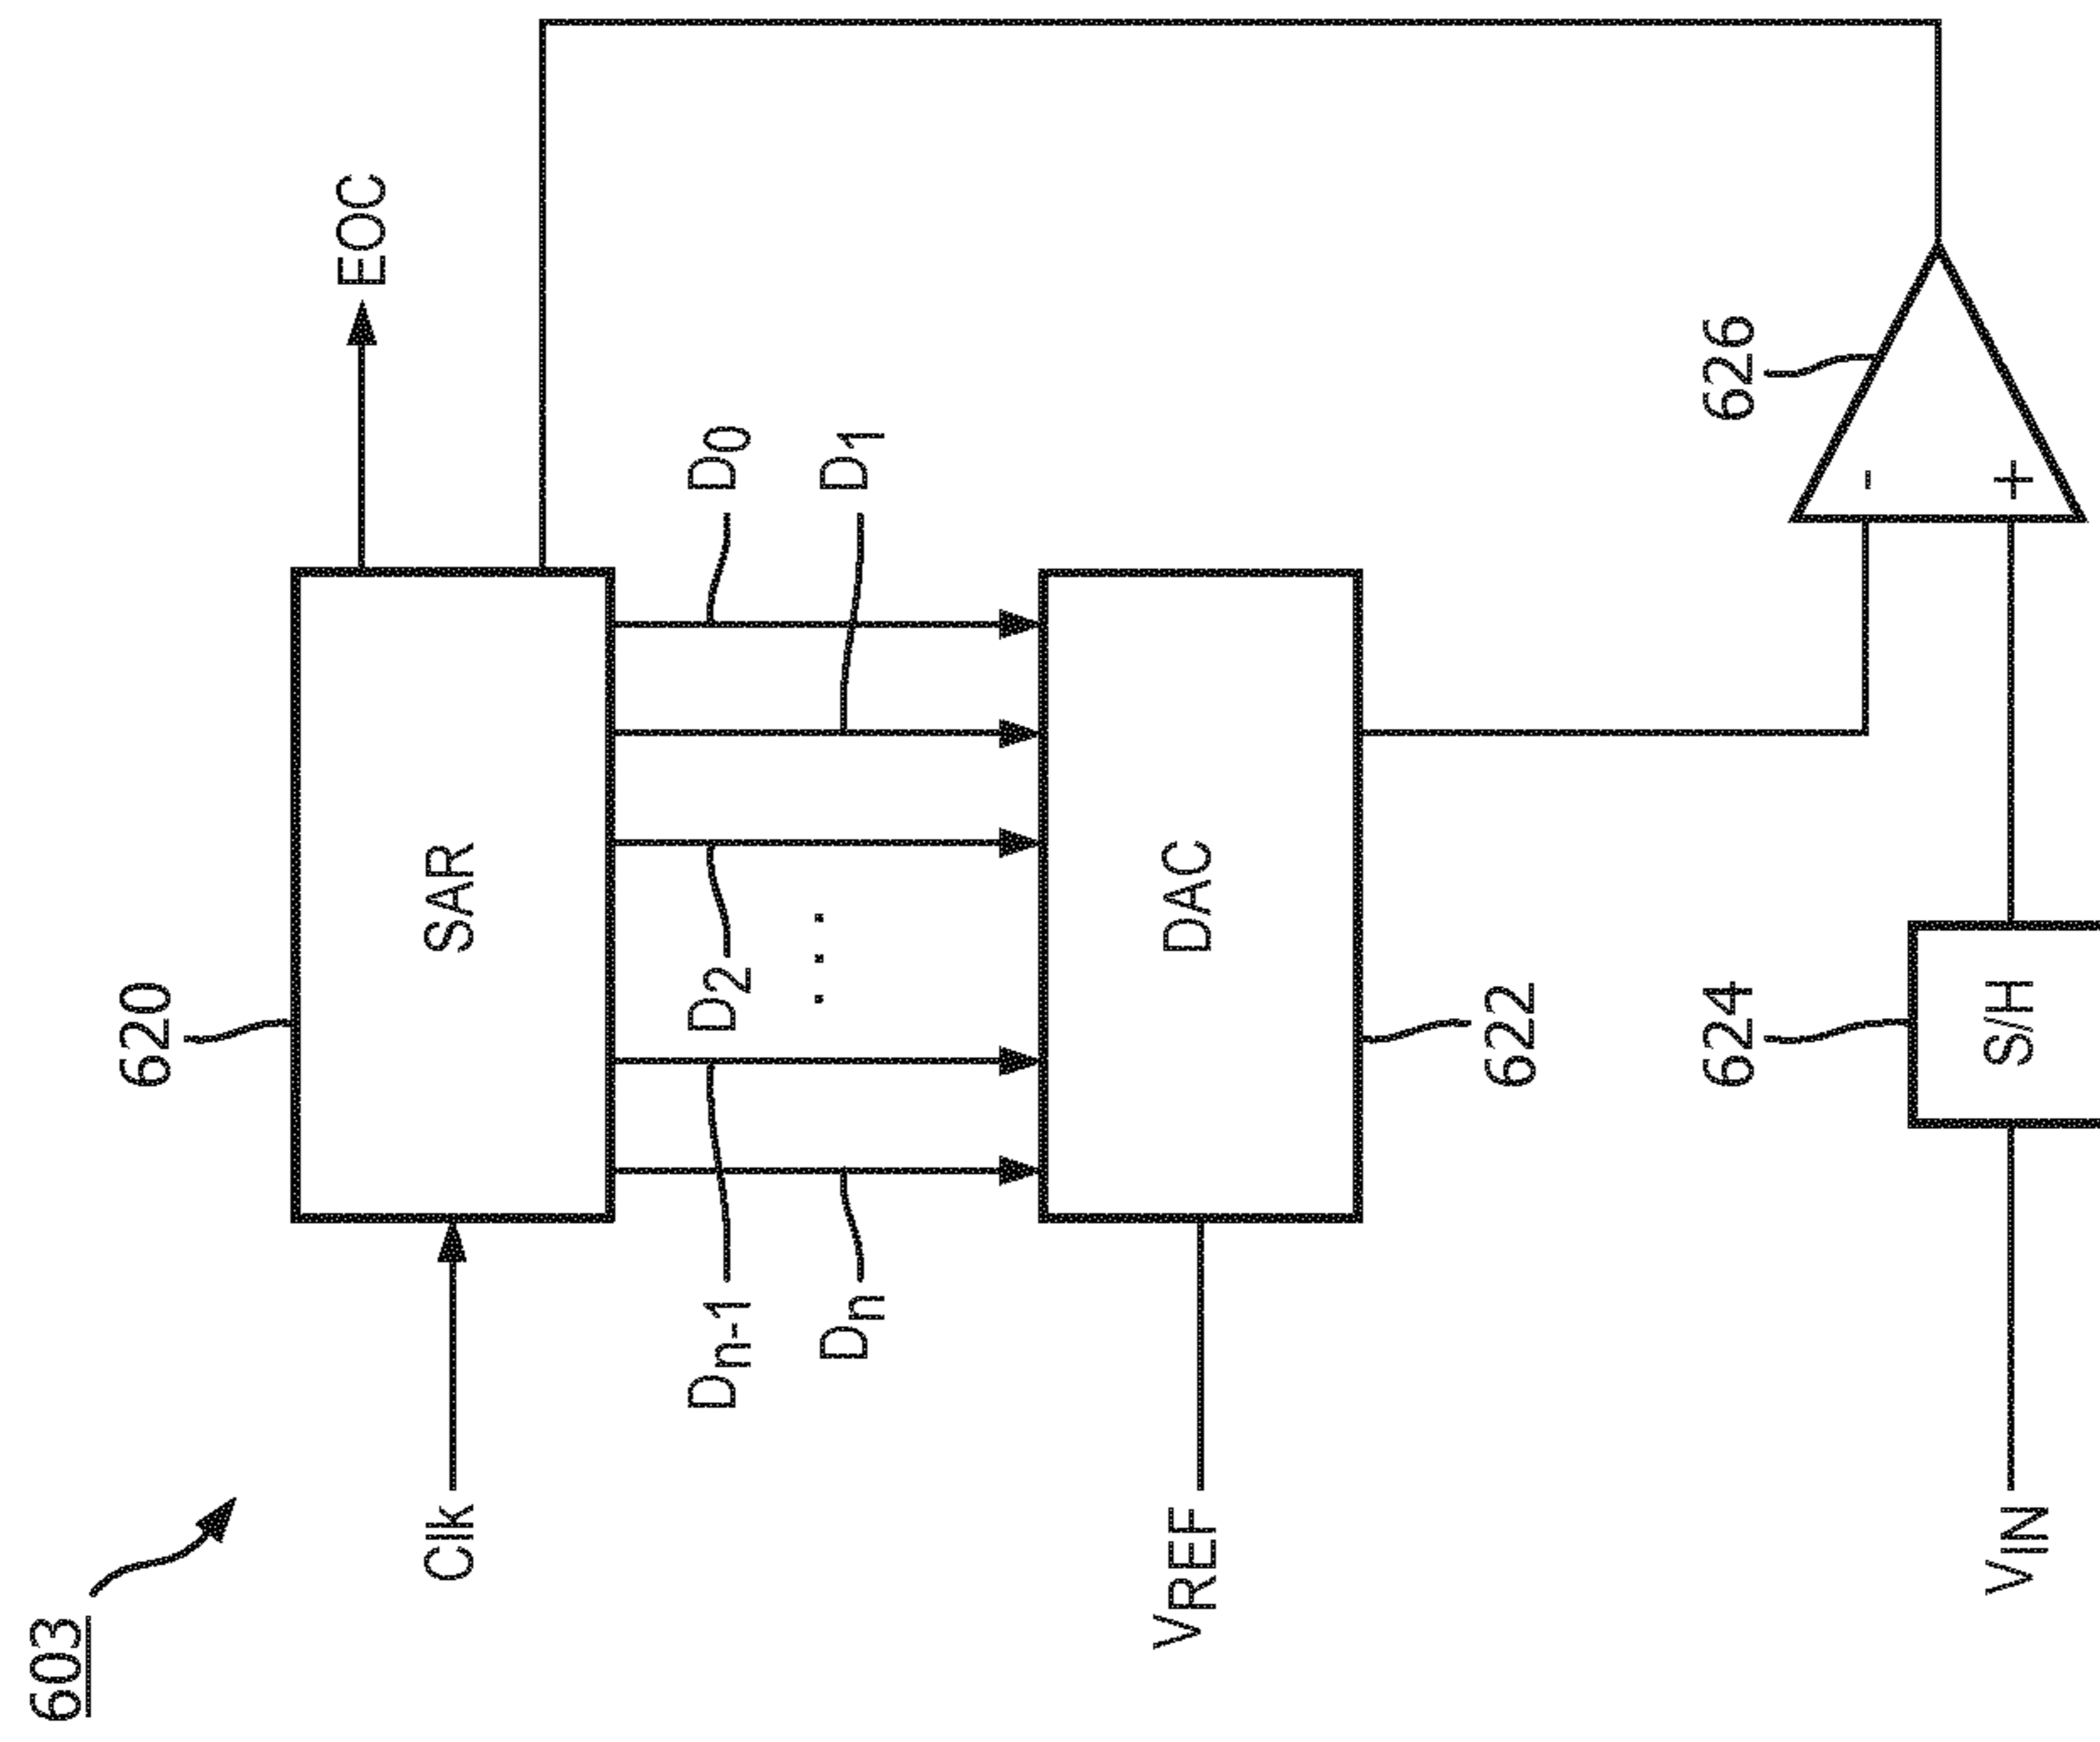 603
620
Clk
SAR
EOC
Dn-1
D2
D0
Dn
. . .
D1
VREF
DAC
622
624
626
VIN
S/H
-
+